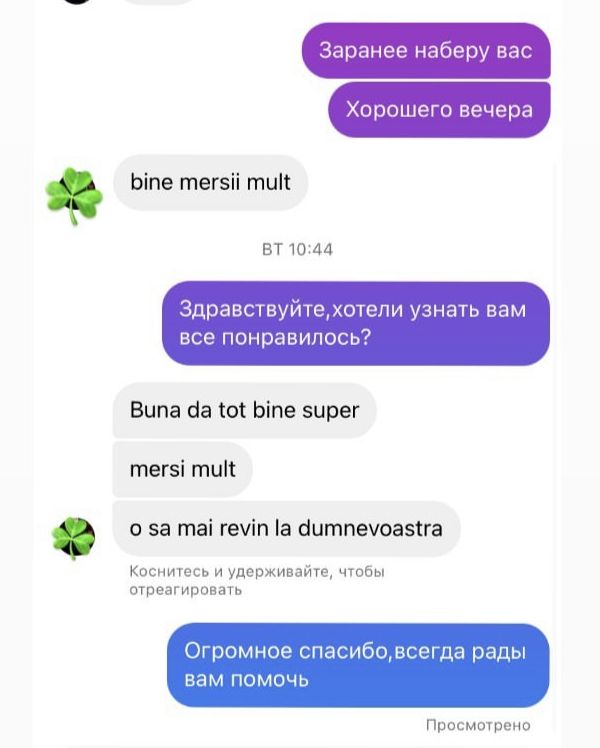 Заранее наберу вас
Хорошего вечера
bine mersii mult
ВТ 10:44
Здравствуйте,хотели узнать вам
все понравилось?
Buna da tot bine super
mersi mult
o sa mai revin la dumnevoastra
Коснитесь и удерживайте, чтобы
отреагировать
Огромное спасибо,всегда рады
вам помочь
Просмотрено